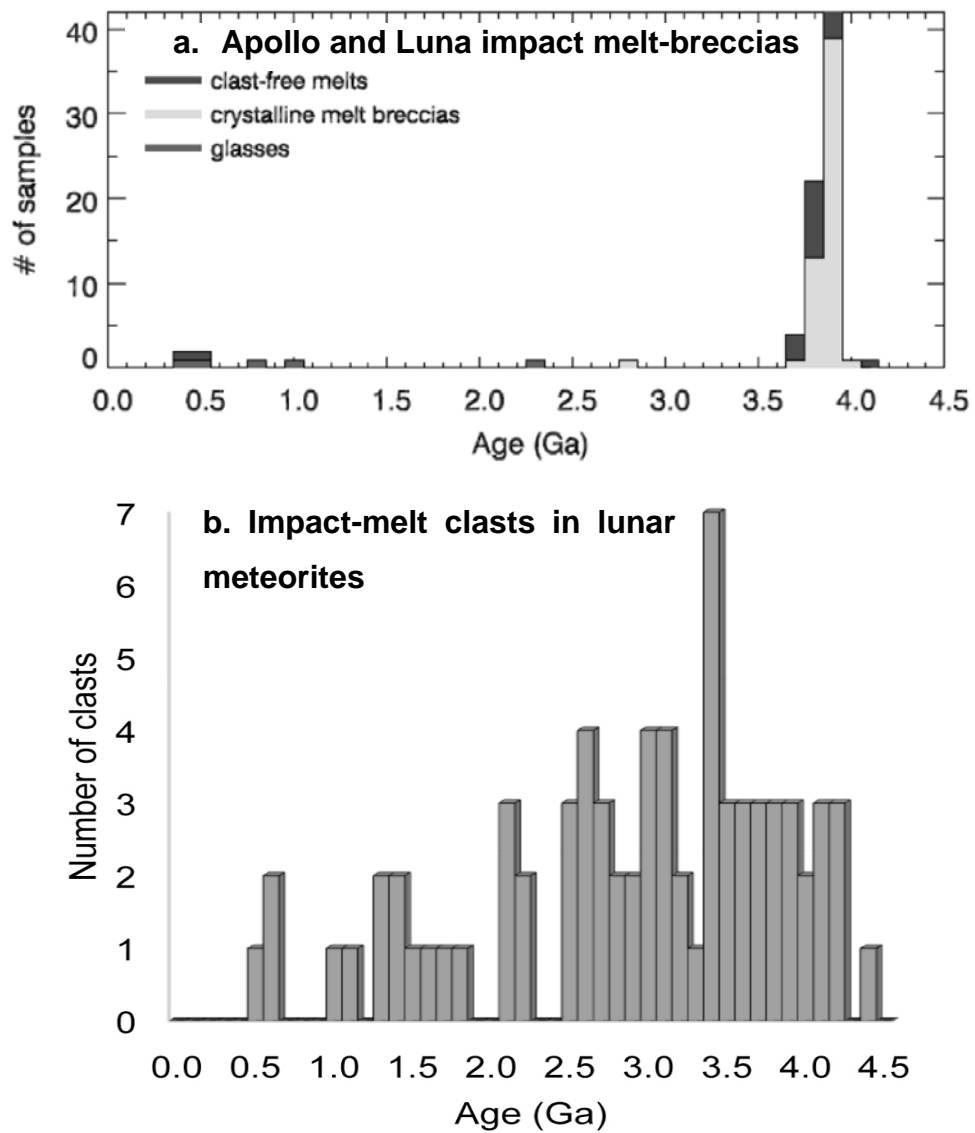 a. Apollo and Luna impact melt-breccias
clast-free melts
crystalline melt breccias
glasses
40
30
20
10
0
# of samples
0.0 0.5 1.0 1.5 2.0 2.5 3.0 3.5 4.0 4.5
Age (Ga)
b. Impact-melt clasts in lunar
meteorites
7
6
5
4
3
2
1
0
Number of clasts
0.0 0.5 1.0 1.5 2.0 2.5 3.0 3.5 4.0 4.5
Age (Ga)